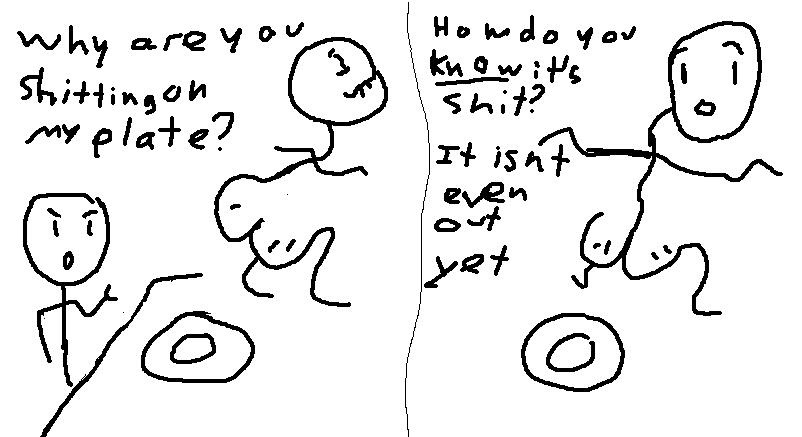 Why are you
shitting on
my plate?
How do you
know it's
shit?
It isnt
even
out
yet